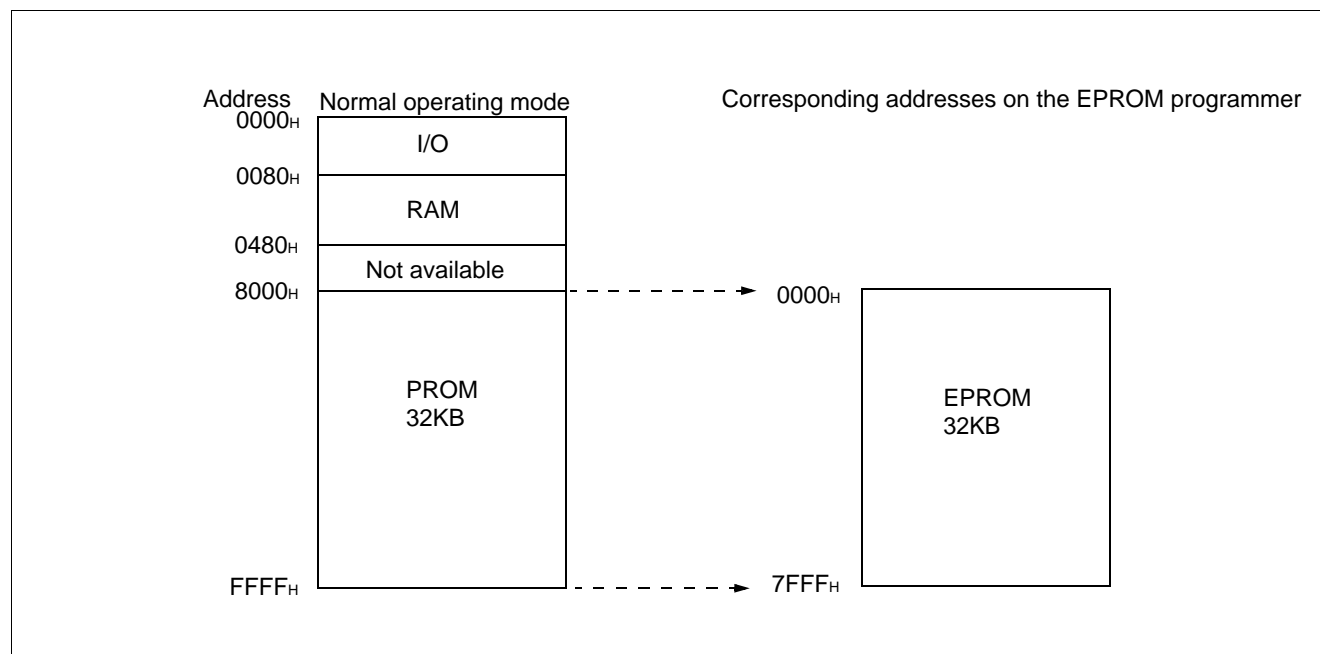 Address
Normal operating mode
Corresponding addresses on the EPROM programmer
0000H
I/O
0080H
RAM
0480H
Not available
8000H
0000H
PROM
32KB
EPROM
32KB
FFFFH
7FFFH